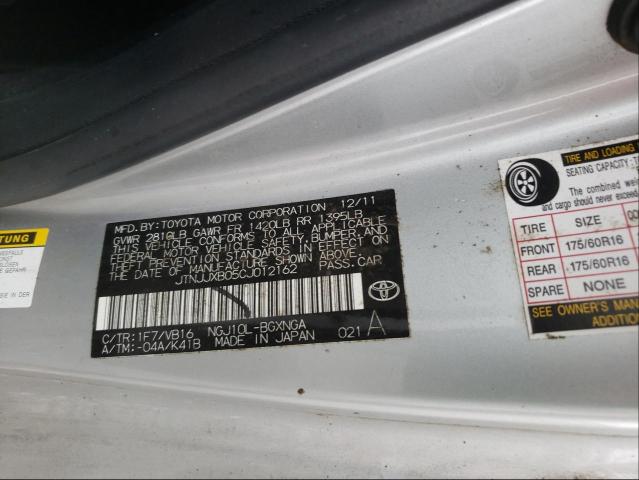 TUNG
MFD. BY: TOYOTA MOTOR CORPORATION 12/11
GVWR 2810LB GAWR FR 1420LB RR 1395LB
THIS VEHICLE CONFORMS TO ALL APPLICABLE
FEDERAL MOTOR VEHICLE SAFETY, BUMPER, AND
THEFT PREVENTION STANDARDS IN EFFECT ON
THE DATE OF MANUFACTURE SHOWN ABOVE.
JTNJJXB05CJ012162 PASS.CAR
C/TR: 1F7/VB16 NGJ10L-BGXNGA
A/TM: -04A/K41B MADE IN JAPAN 021 A
TIRE AND LOADING
SEATING CAPACITY:
The combined
and cargo should never exceed
TIRE SIZE
FRONT 175/60R16
REAR 175/60R16
SPARE NONE
SEE OWNER'S MANUAL
ADDITION